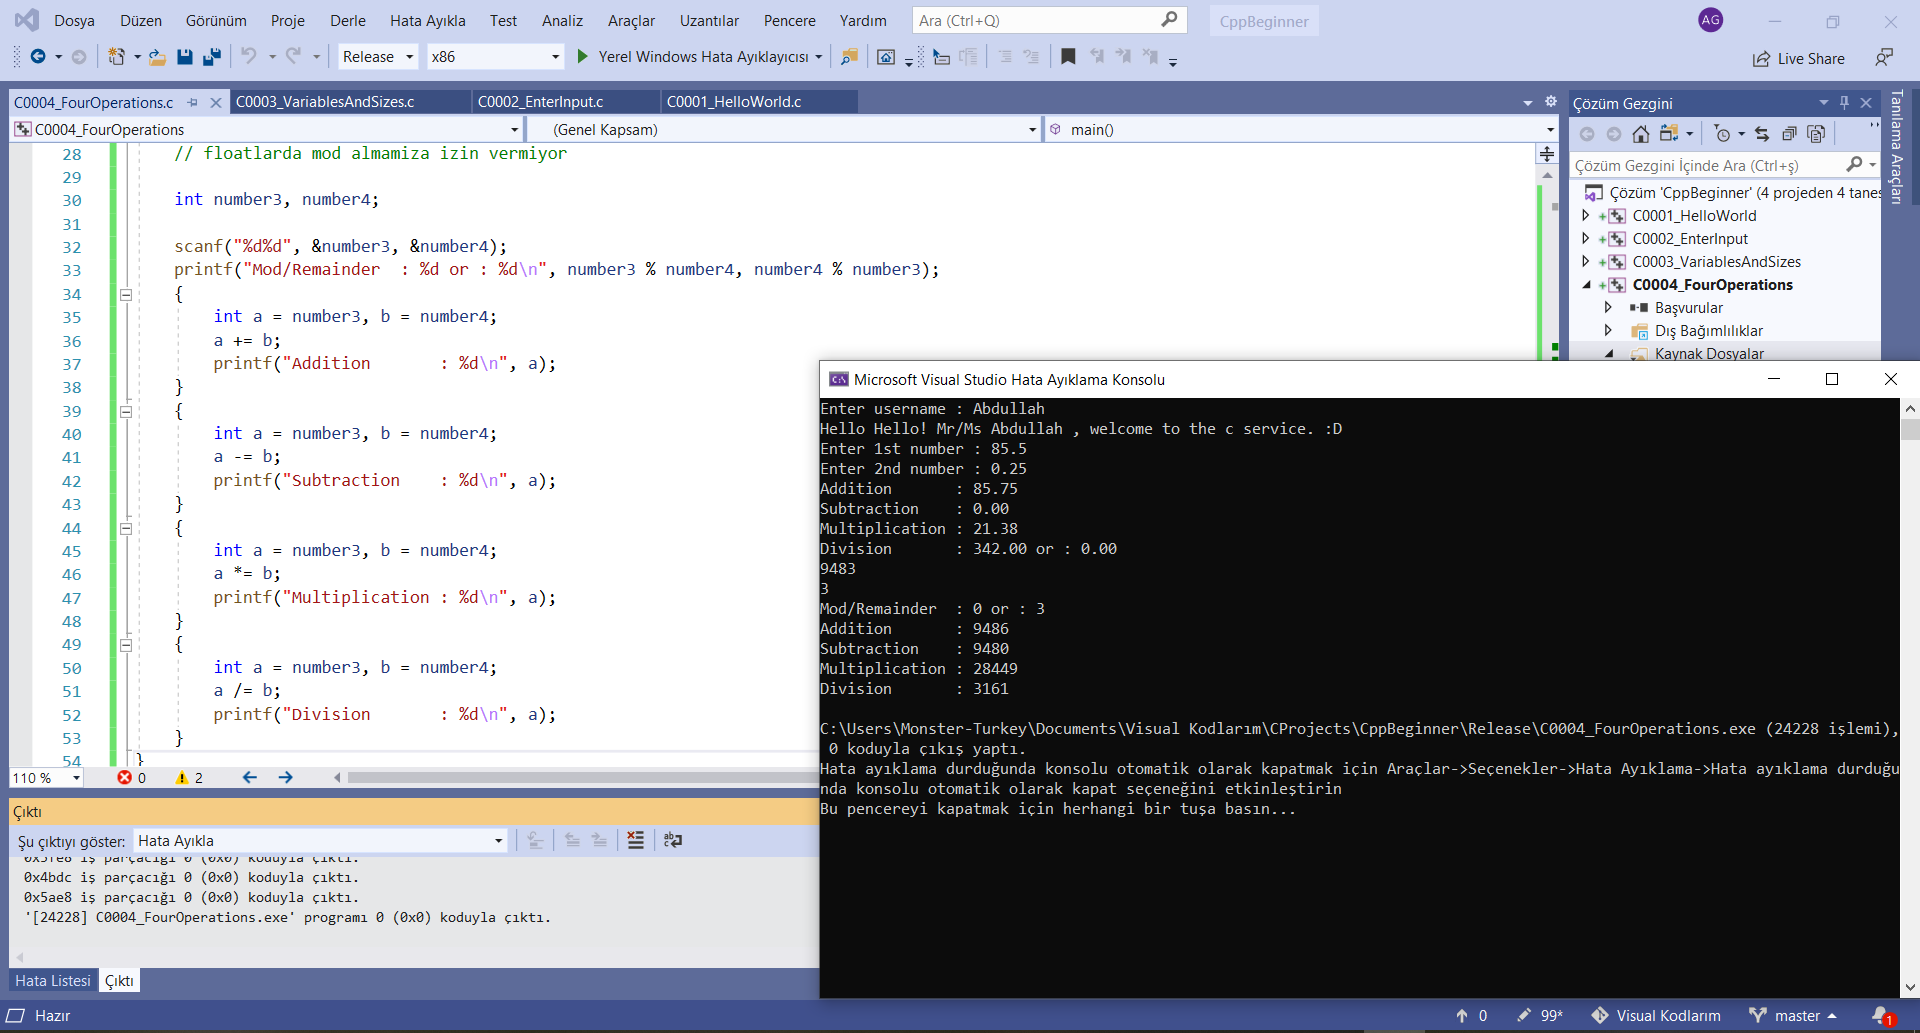 Dosya Düzen Görünüm Proje Derle Hata Ayıkla Test Analiz Araçlar Uzantılar Pencere Yardım Ara (Ctrl+Q) CppBeginner AG
Release x86 Yerel Windows Hata Ayıklayıcısı Live Share
C0004_FourOperations.c C0003_VariablesAndSizes.c C0002_EnterInput.c C0001_HelloWorld.c
C0004_FourOperations (Genel Kapsam) main()
28 // floatlarda mod almamiza izin vermiyor
29
30 int number3, number4;
31
32 scanf("%d%d", &number3, &number4);
33 printf("Mod/Remainder  : %d or : %d\n", number3 % number4, number4 % number3);
34 {
35 int a = number3, b = number4;
36 a += b;
37 printf("Addition       : %d\n", a);
38 }
39 {
40 int a = number3, b = number4;
41 a -= b;
42 printf("Subtraction    : %d\n", a);
43 }
44 {
45 int a = number3, b = number4;
46 a *= b;
47 printf("Multiplication : %d\n", a);
48 }
49 {
50 int a = number3, b = number4;
51 a /= b;
52 printf("Division       : %d\n", a);
53 }
54 }
110 % 0 2
Çıktı
Şu çıktıyı göster: Hata Ayıkla
0x5fe8 iş parçacığı 0 (0x0) koduyla çıktı.
0x4bdc iş parçacığı 0 (0x0) koduyla çıktı.
0x5ae8 iş parçacığı 0 (0x0) koduyla çıktı.
'[24228] C0004_FourOperations.exe' programı 0 (0x0) koduyla çıktı.
Hata Listesi Çıktı
Çözüm Gezgini
Çözüm Gezgini İçinde Ara (Ctrl+ş)
Çözüm 'CppBeginner' (4 projeden 4 tanes
C0001_HelloWorld
C0002_EnterInput
C0003_VariablesAndSizes
C0004_FourOperations
Başvurular
Dış Bağımlılıklar
Kaynak Dosyalar
Tanılama Araçları
Microsoft Visual Studio Hata Ayıklama Konsolu
Enter username : Abdullah
Hello Hello! Mr/Ms Abdullah , welcome to the c service. :D
Enter 1st number : 85.5
Enter 2nd number : 0.25
Addition       : 85.75
Subtraction    : 0.00
Multiplication : 21.38
Division       : 342.00 or : 0.00
9483
3
Mod/Remainder  : 0 or : 3
Addition       : 9486
Subtraction    : 9480
Multiplication : 28449
Division       : 3161
C:\Users\Monster-Turkey\Documents\Visual Kodlarım\CProjects\CppBeginner\Release\C0004_FourOperations.exe (24228 işlemi),
0 koduyla çıkış yaptı.
Hata ayıklama durduğunda konsolu otomatik olarak kapatmak için Araçlar->Seçenekler->Hata Ayıklama->Hata ayıklama durduğu
nda konsolu otomatik olarak kapat seçeneğini etkinleştirin
Bu pencereyi kapatmak için herhangi bir tuşa basın...
Hazır 0 99* Visual Kodlarım master 1